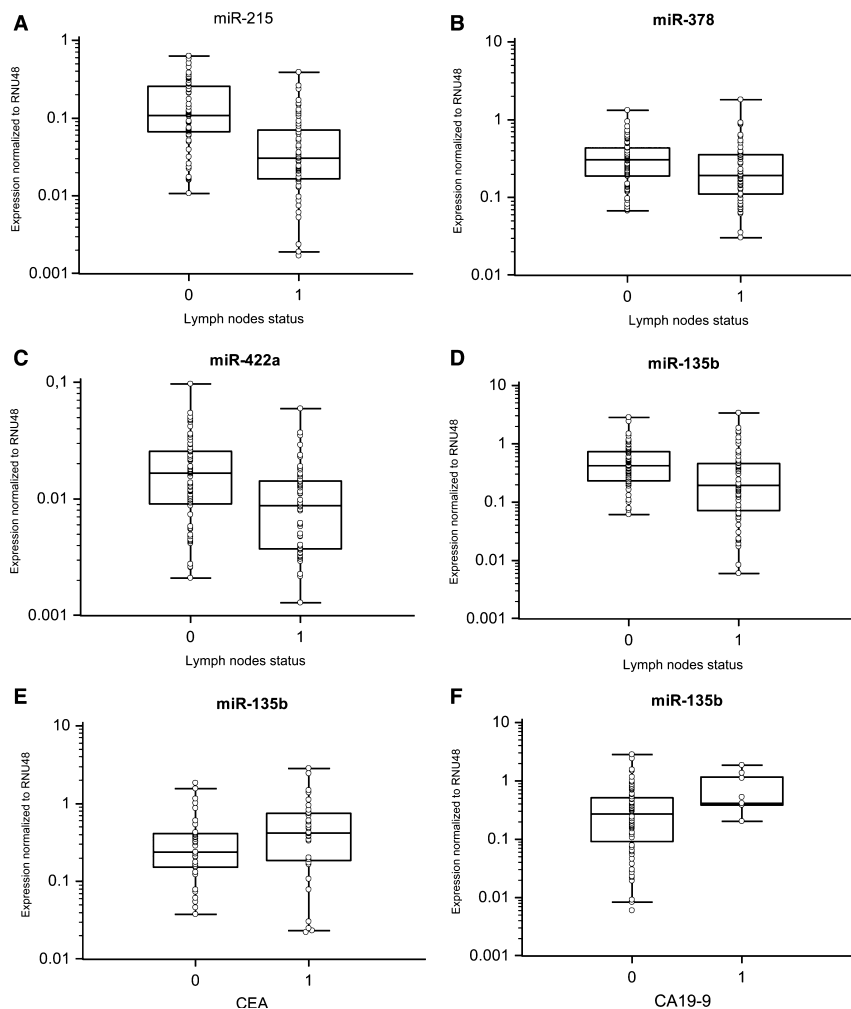 A
miR-215
Expression normalized to RNU48
1
0.1
0.01
0.001
0
1
Lymph nodes status
B
miR-378
Expression normalized to RNU48
10
1
0.1
0.01
0
1
Lymph nodes status
C
miR-422a
Expression normalized to RNU48
0,1
0.01
0.001
0
1
Lymph nodes status
D
miR-135b
Expression normalized to RNU48
10
1
0.1
0.01
0.001
0
1
Lymph nodes status
E
miR-135b
Expression normalized to RNU48
10
1
0.1
0.01
0
1
CEA
F
miR-135b
Expression normalized to RNU48
10
1
0.1
0.01
0.001
0
1
CA19-9